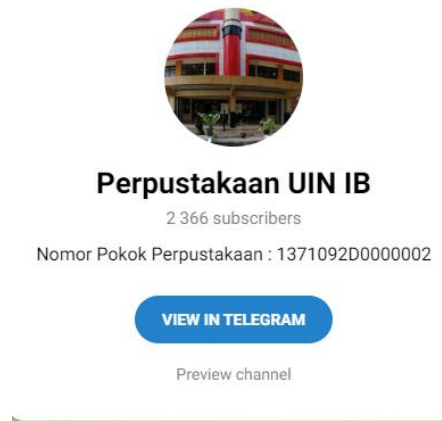 Perpustakaan UIN IB
2 366 subscribers
Nomor Pokok Perpustakaan : 1371092D0000002
VIEW IN TELEGRAM
Preview channel